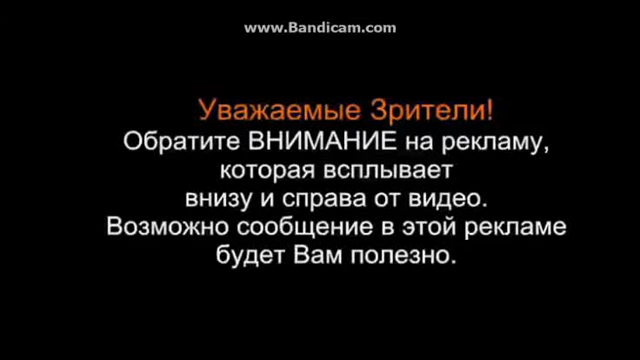 www.Bandicam.com
Уважаемые Зрители!
Обратите ВНИМАНИЕ на рекламу,
которая всплывает
внизу и справа от видео.
Возможно сообщение в этой рекламе
будет Вам полезно.